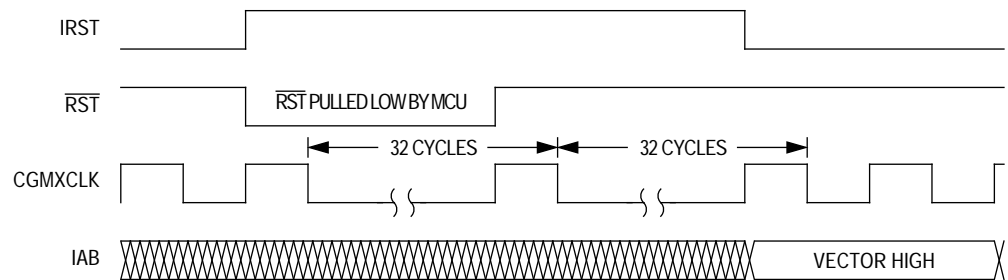 IRST
RST
RST PULLED LOW BY MCU
32 CYCLES
32 CYCLES
CGMXCLK
IAB
VECTOR HIGH